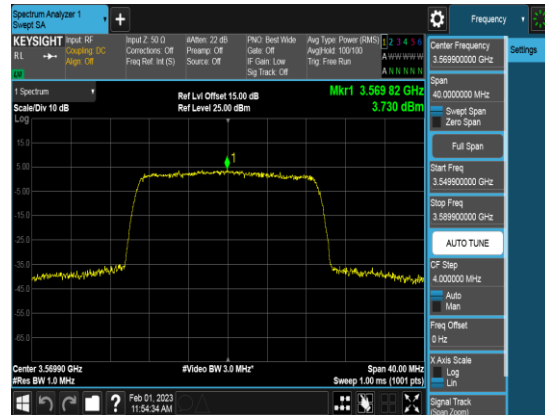 Spectrum Analyzer 1
Swept SA
Frequency
KEYSIGHT
RL
Input: RF
Coupling: DC
Align: Off
Input Z: 50 Ω
Corrections: Off
Freq Ref: Int (S)
#Atten: 22 dB
Preamp: Off
Source: Off
PNO: Best Wide
Gate: Off
IF Gain: Low
Sig Track: Off
Avg Type: Power (RMS)
Avg|Hold: 100/100
Trig: Free Run
1 2 3 4 5 6
A W W W W W
A N N N N N
1 Spectrum
Scale/Div 10 dB
Log
Ref Lvl Offset 15.00 dB
Ref Level 25.00 dBm
Mkr1 3.569 82 GHz
3.730 dBm
15.0
5.00
-5.00
-15.0
-25.0
-35.0
-45.0
-55.0
-65.0
1
Center 3.56990 GHz
#Res BW 1.0 MHz
#Video BW 3.0 MHz*
Span 40.00 MHz
Sweep 1.00 ms (1001 pts)
Feb 01, 2023
11:54:34 AM
Center Frequency
3.569900000 GHz
Settings
Span
40.0000000 MHz
Swept Span
Zero Span
Full Span
Start Freq
3.549900000 GHz
Stop Freq
3.589900000 GHz
AUTO TUNE
CF Step
4.000000 MHz
Auto
Man
Freq Offset
0 Hz
X Axis Scale
Log
Lin
Signal Track
(Span Zoom)